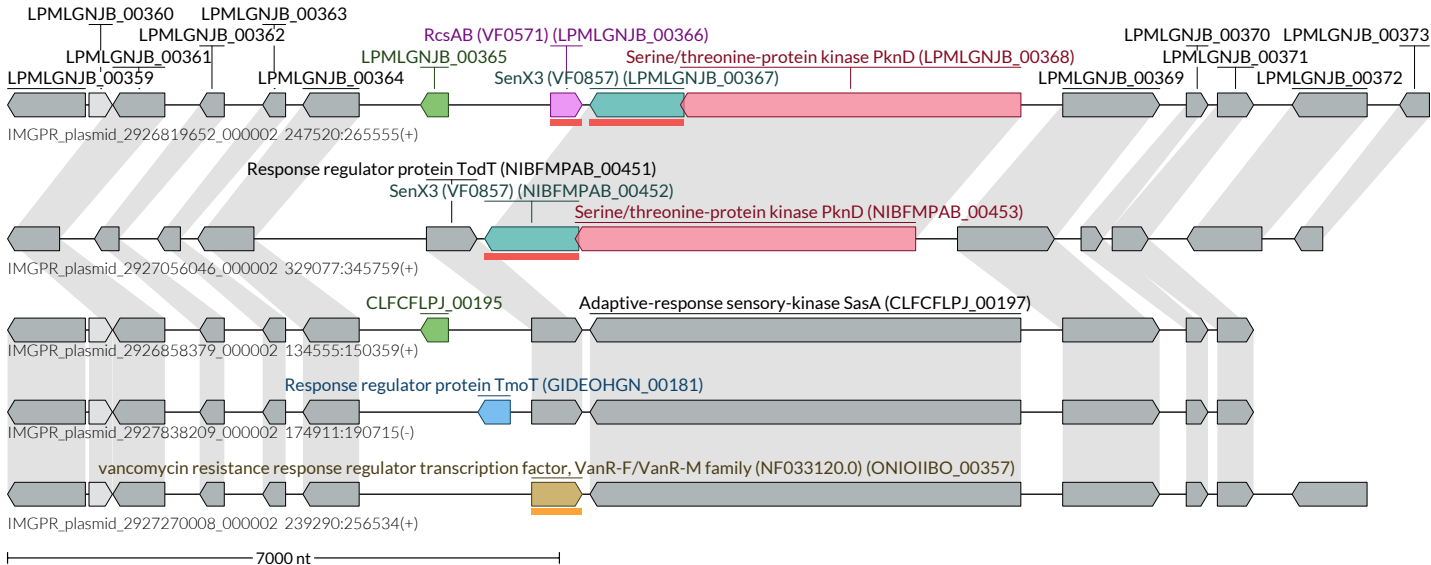 LPMLGNJB_00360 LPMLGNJB_00363
LPMLGNJB_00362 RcsAB (VF0571) (LPMLGNJB_00366) LPMLGNJB_00370 LPMLGNJB_00373
LPMLGNJB_00361 LPMLGNJB_00365 Serine/threonine-protein kinase PknD (LPMLGNJB_00368) LPMLGNJB_00371
LPMLGNJB_00359 LPMLGNJB_00364 SenX3 (VF0857) (LPMLGNJB_00367) LPMLGNJB_00369 LPMLGNJB_00372
IMGPR_plasmid_2926819652_000002 247520:265555(+)
Response regulator protein TodT (NIBFMPAB_00451)
SenX3 (VF0857) (NIBFMPAB_00452)
Serine/threonine-protein kinase PknD (NIBFMPAB_00453)
IMGPR_plasmid_2927056046_000002 329077:345759(+)
CLFCFLPJ_00195 Adaptive-response sensory-kinase SasA (CLFCFLPJ_00197)
IMGPR_plasmid_2926858379_000002 134555:150359(+)
Response regulator protein TmoT (GIDEOHGN_00181)
IMGPR_plasmid_2927838209_000002 174911:190715(-)
vancomycin resistance response regulator transcription factor, VanR-F/VanR-M family (NF033120.0) (ONIOIIBO_00357)
IMGPR_plasmid_2927270008_000002 239290:256534(+)
7000 nt